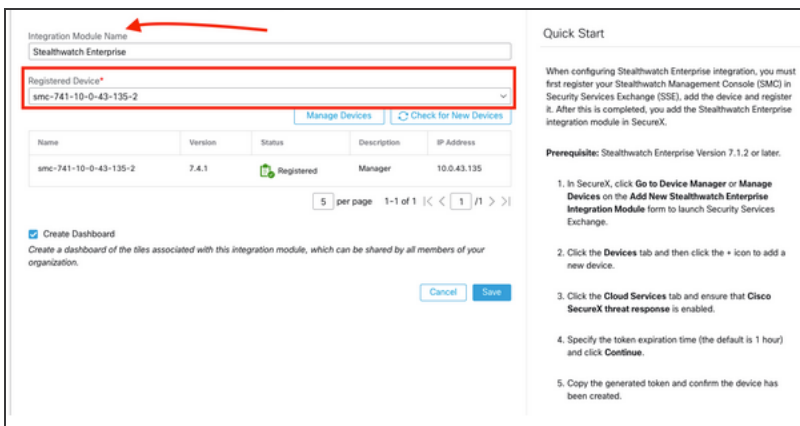 Integration Module Name
Stealthwatch Enterprise
Registered Device*
smc-741-10-0-43-135-2
Manage Devices
Check for New Devices
Name Version Status Description IP Address
smc-741-10-0-43-135-2 7.4.1 Registered Manager 10.0.43.135
5 per page 1-1 of 1 |< < 1 /1 > >|
Create Dashboard
Create a dashboard of the tiles associated with this integration module, which can be shared by all members of your
organization.
Cancel Save
Quick Start
When configuring Stealthwatch Enterprise integration, you must
first register your Stealthwatch Management Console (SMC) in
Security Services Exchange (SSE), add the device and register
it. After this is completed, you add the Stealthwatch Enterprise
integration module in SecureX.
Prerequisite: Stealthwatch Enterprise Version 7.1.2 or later.
1. In SecureX, click Go to Device Manager or Manage
Devices on the Add New Stealthwatch Enterprise
Integration Module form to launch Security Services
Exchange.
2. Click the Devices tab and then click the + icon to add a
new device.
3. Click the Cloud Services tab and ensure that Cisco
SecureX threat response is enabled.
4. Specify the token expiration time (the default is 1 hour)
and click Continue.
5. Copy the generated token and confirm the device has
been created.